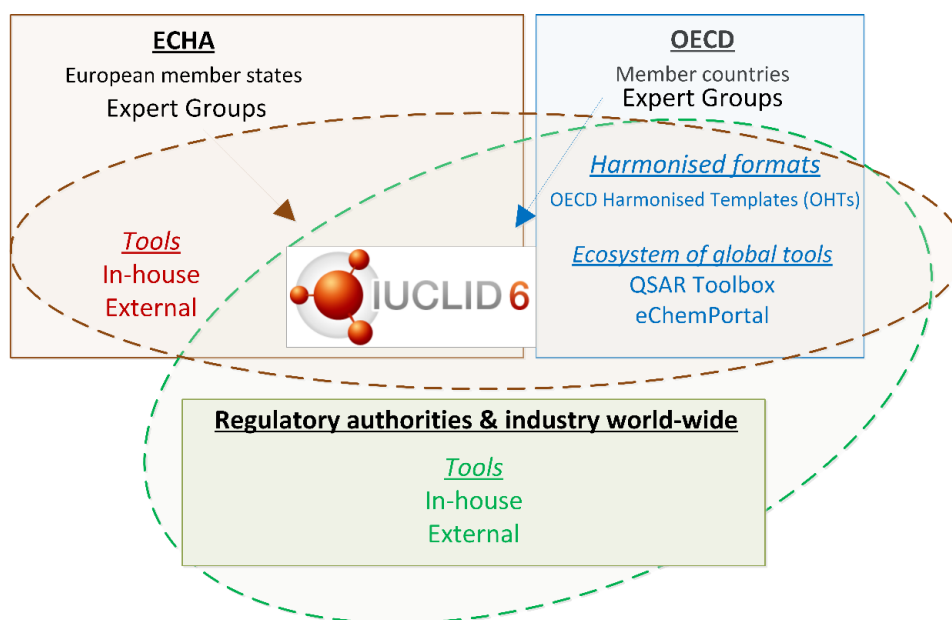 ECHA
European member states
Expert Groups
OECD
Member countries
Expert Groups
Harmonised formats
OECD Harmonised Templates (OHTs)
Ecosystem of global tools
QSAR Toolbox
eChemPortal
Tools
In-house
External
IUCLID 6
Regulatory authorities & industry world-wide
Tools
In-house
External